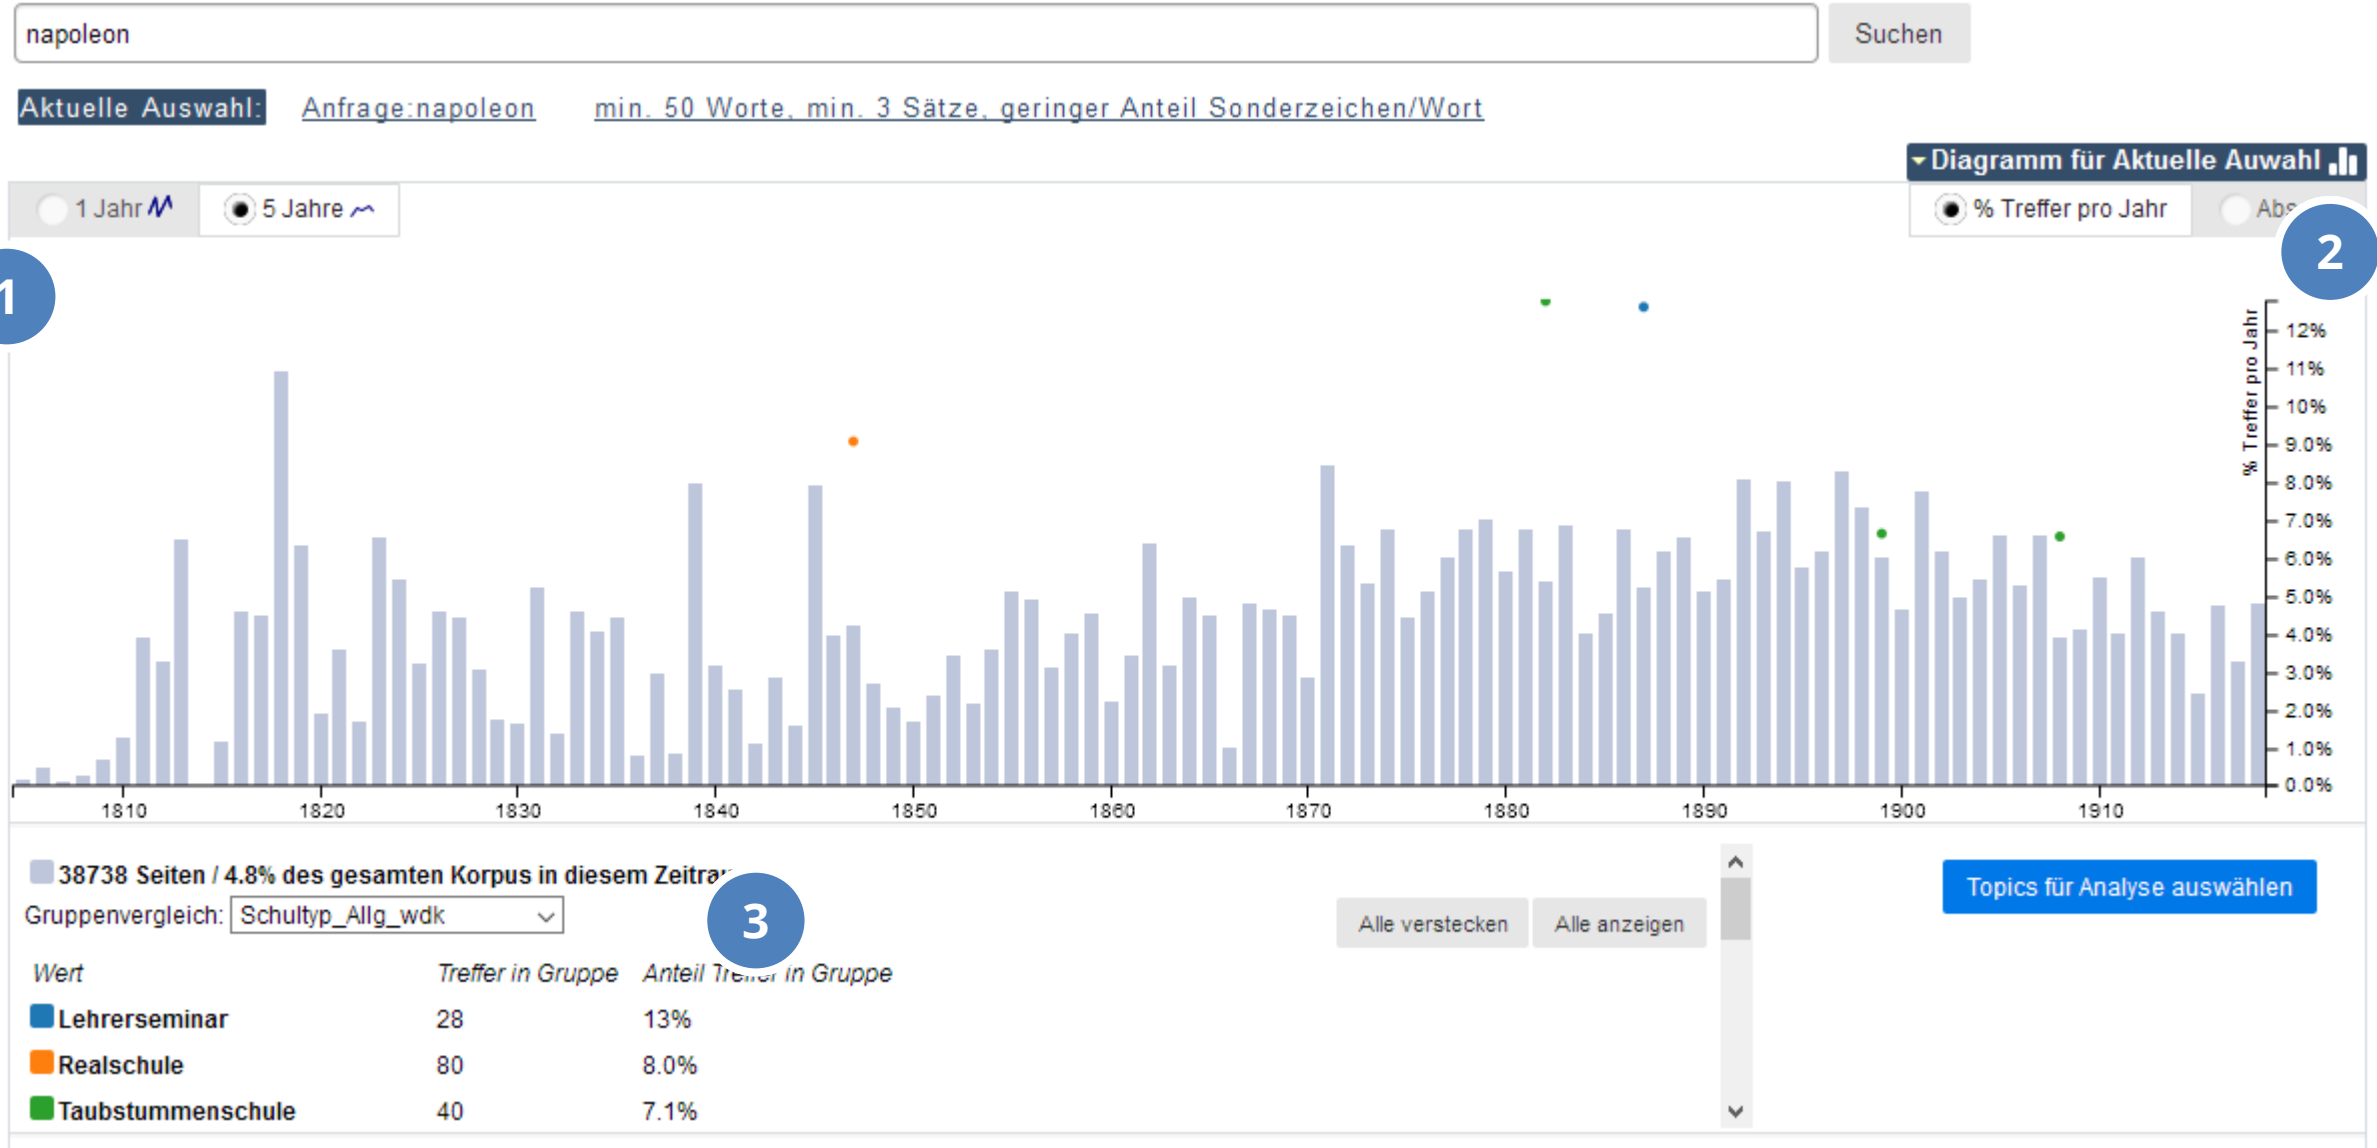 napoleon
Suchen
Aktuelle Auswahl: Anfrage:napoleon min. 50 Worte, min. 3 Sätze, geringer Anteil Sonderzeichen/Wort
Diagramm für Aktuelle Auwahl
1 Jahr 5 Jahre % Treffer pro Jahr Abs
1
2
% Treffer pro Jahr
12%
11%
10%
9.0%
8.0%
7.0%
6.0%
5.0%
4.0%
3.0%
2.0%
1.0%
0.0%
1810 1820 1830 1840 1850 1860 1870 1880 1890 1900 1910
38738 Seiten / 4.8% des gesamten Korpus in diesem
Gruppenvergleich: Schultyp_Allg_wdk
3
Alle verstecken Alle anzeigen
Topics für Analyse auswählen
Wert Treffer in Gruppe Anteil Treffer in Gruppe
Lehrerseminar 28 13%
Realschule 80 8.0%
Taubstummenschule 40 7.1%